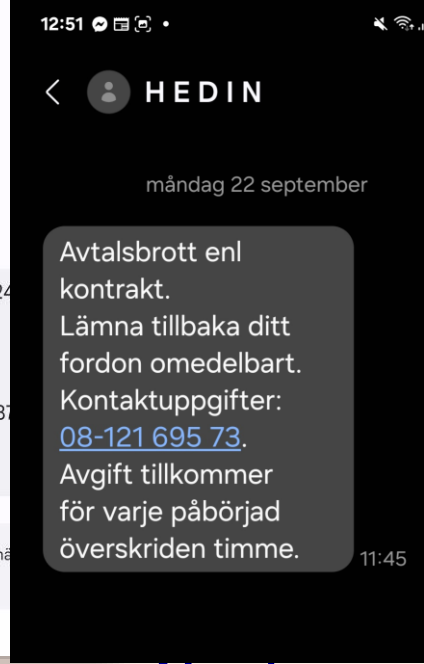 12:51
HEDIN
måndag 22 september
Avtalsbrott enl
kontrakt.
Lämna tillbaka ditt
fordon omedelbart.
Kontaktuppgifter:
08-121 695 73.
Avgift tillkommer
för varje påbörjad
överskriden timme.
11:45